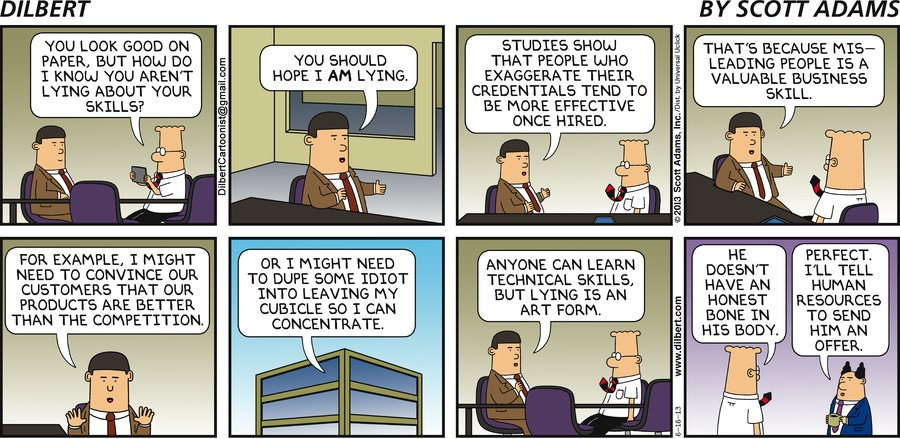 DILBERT
BY SCOTT ADAMS
YOU LOOK GOOD ON
PAPER, BUT HOW DO
I KNOW YOU AREN'T
LYING ABOUT YOUR
SKILLS?
DilbertCartoonist@gmail.com
YOU SHOULD
HOPE I AM LYING.
STUDIES SHOW
THAT PEOPLE WHO
EXAGGERATE THEIR
CREDENTIALS TEND TO
BE MORE EFFECTIVE
ONCE HIRED.
©2013 Scott Adams, Inc./Dist. by Universal Uclick
THAT'S BECAUSE MIS-
LEADING PEOPLE IS A
VALUABLE BUSINESS
SKILL.
FOR EXAMPLE, I MIGHT
NEED TO CONVINCE OUR
CUSTOMERS THAT OUR
PRODUCTS ARE BETTER
THAN THE COMPETITION.
OR I MIGHT NEED
TO DUPE SOME IDIOT
INTO LEAVING MY
CUBICLE SO I CAN
CONCENTRATE.
ANYONE CAN LEARN
TECHNICAL SKILLS,
BUT LYING IS AN
ART FORM.
6-16-13
www.dilbert.com
HE
DOESN'T
HAVE AN
HONEST
BONE IN
HIS BODY.
PERFECT.
I'LL TELL
HUMAN
RESOURCES
TO SEND
HIM AN
OFFER.